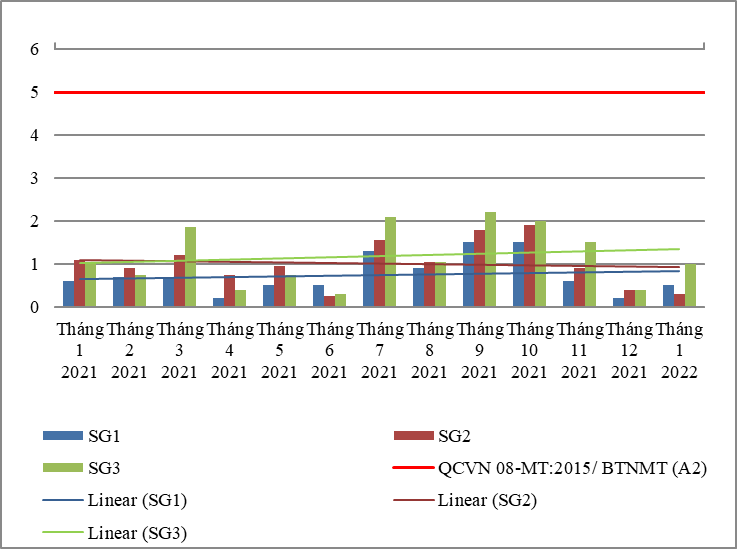 6
5
4
3
2
1
0
Tháng Tháng Tháng Tháng Tháng Tháng Tháng Tháng Tháng Tháng Tháng Tháng Tháng
1 2 3 4 5 6 7 8 9 10 11 12 1
2021 2021 2021 2021 2021 2021 2021 2021 2021 2021 2021 2021 2022
SG1 SG2
SG3 QCVN 08-MT:2015/ BTNMT (A2)
Linear (SG1) Linear (SG2)
Linear (SG3)